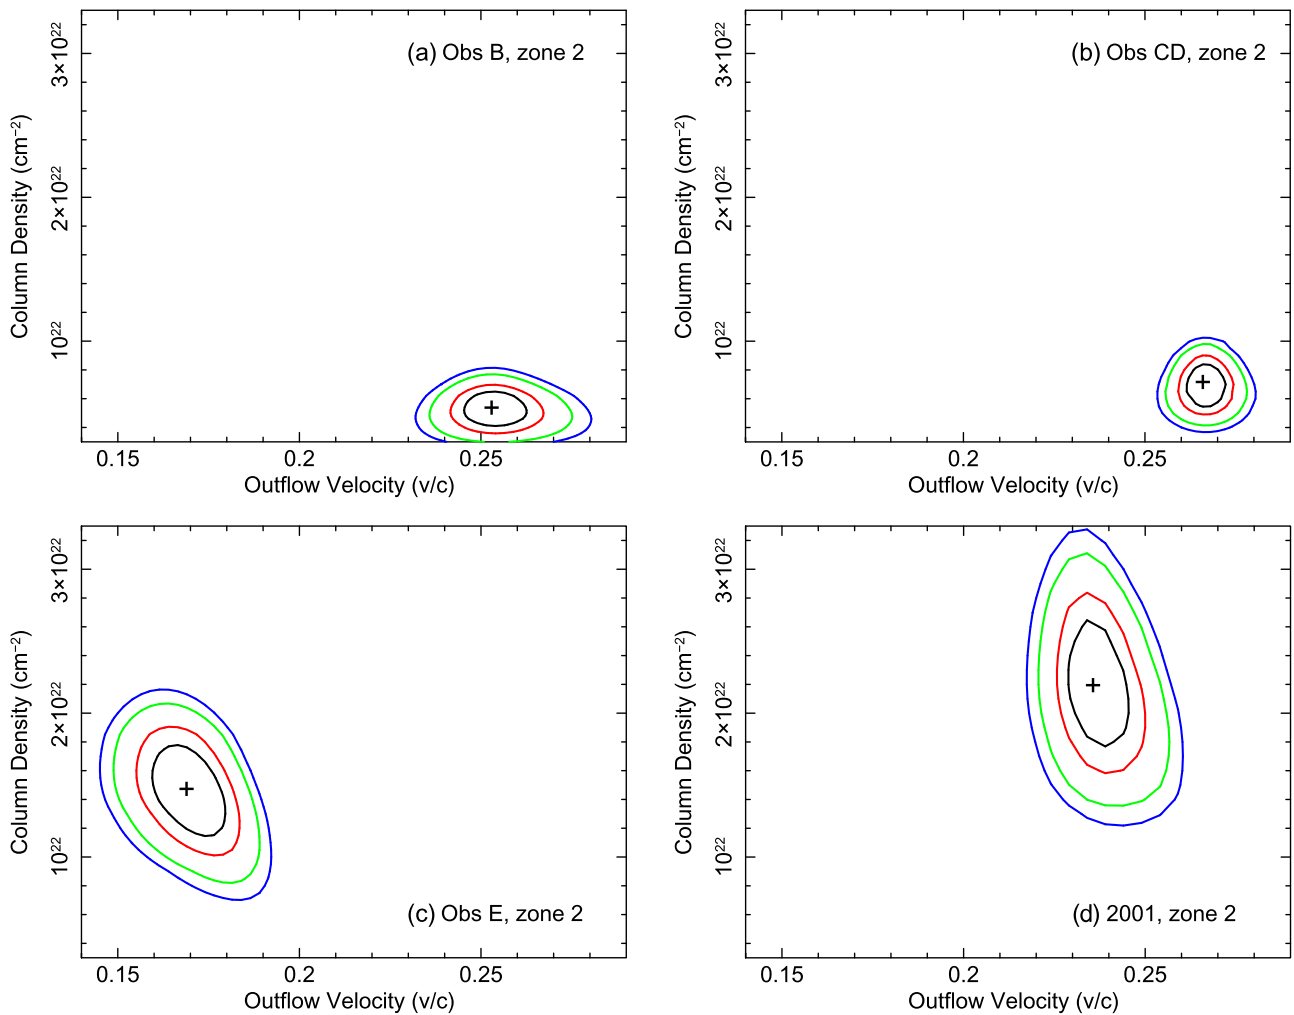 (a) Obs B, zone 2
3×10²²
2×10²²
10²²
Column Density (cm⁻²)
0.15 0.2 0.25
Outflow Velocity (v/c)
(b) Obs CD, zone 2
3×10²²
2×10²²
10²²
Column Density (cm⁻²)
0.15 0.2 0.25
Outflow Velocity (v/c)
3×10²²
2×10²²
10²²
Column Density (cm⁻²)
(c) Obs E, zone 2
0.15 0.2 0.25
Outflow Velocity (v/c)
3×10²²
2×10²²
10²²
Column Density (cm⁻²)
(d) 2001, zone 2
0.15 0.2 0.25
Outflow Velocity (v/c)